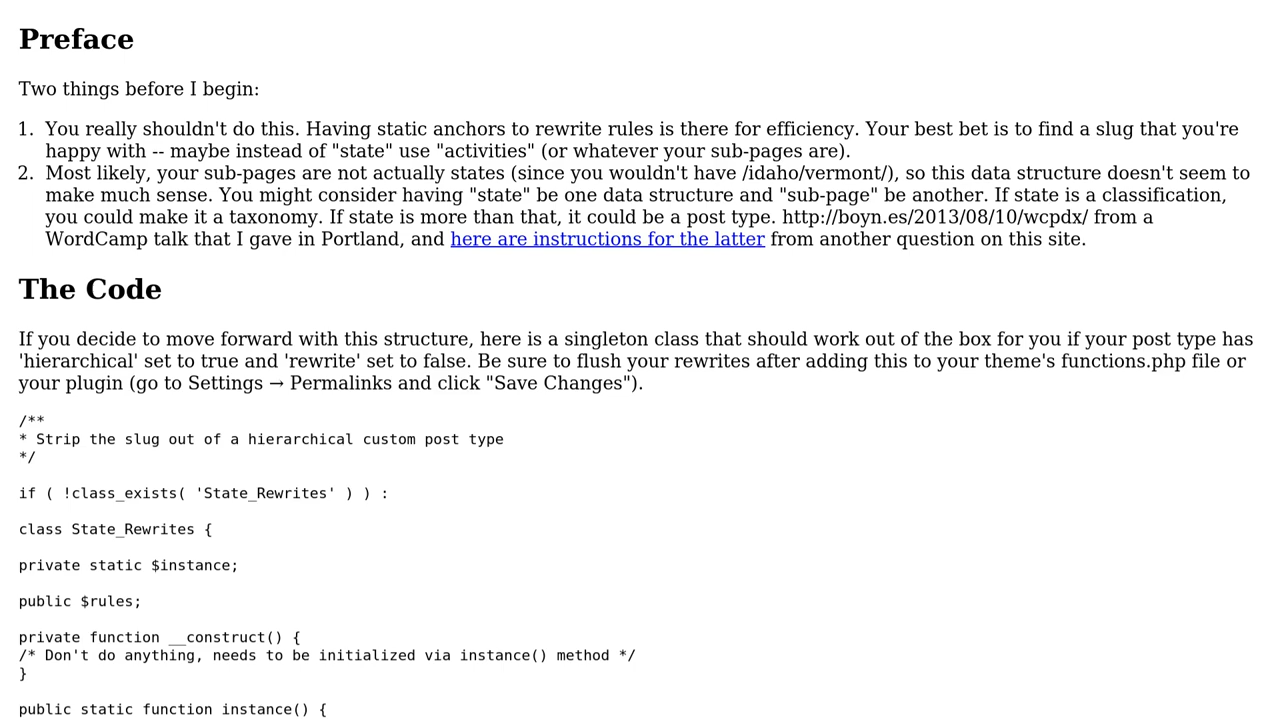 Preface
Two things before I begin:
1. You really shouldn't do this. Having static anchors to rewrite rules is there for efficiency. Your best bet is to find a slug that you're
happy with -- maybe instead of "state" use "activities" (or whatever your sub-pages are).
2. Most likely, your sub-pages are not actually states (since you wouldn't have /idaho/vermont/), so this data structure doesn't seem to
make much sense. You might consider having "state" be one data structure and "sub-page" be another. If state is a classification,
you could make it a taxonomy. If state is more than that, it could be a post type. http://boyn.es/2013/08/10/wcpdx/ from a
WordCamp talk that I gave in Portland, and here are instructions for the latter from another question on this site.
The Code
If you decide to move forward with this structure, here is a singleton class that should work out of the box for you if your post type has
'hierarchical' set to true and 'rewrite' set to false. Be sure to flush your rewrites after adding this to your theme's functions.php file or
your plugin (go to Settings → Permalinks and click "Save Changes").
/**
* Strip the slug out of a hierarchical custom post type
*/
if ( !class_exists( 'State_Rewrites' ) ) :
class State_Rewrites {
private static $instance;
public $rules;
private function __construct() {
/* Don't do anything, needs to be initialized via instance() method */
}
public static function instance() {